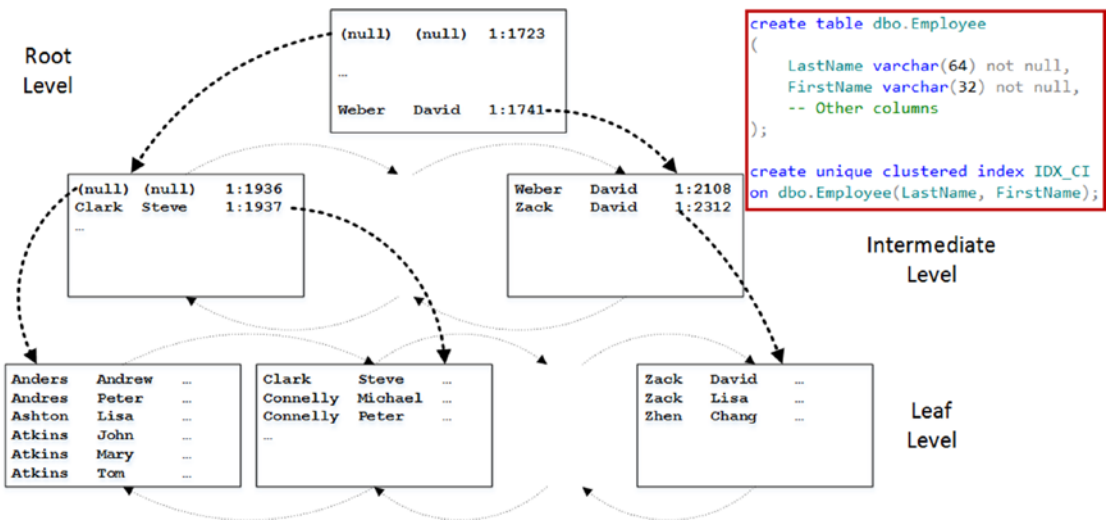 Root
Level
(null) (null) 1:1723
…
Weber David 1:1741
create table dbo.Employee
(
LastName varchar(64) not null,
FirstName varchar(32) not null,
-- Other columns
);
create unique clustered index IDX_CI
on dbo.Employee(LastName, FirstName);
(null) (null) 1:1936
Clark Steve 1:1937
…
Weber David 1:2108
Zack David 1:2312
Intermediate
Level
Anders Andrew …
Andres Peter …
Ashton Lisa …
Atkins John …
Atkins Mary …
Atkins Tom …
Clark Steve …
Connelly Michael …
Connelly Peter …
…
Zack David …
Zack Lisa …
Zhen Chang …
Leaf
Level